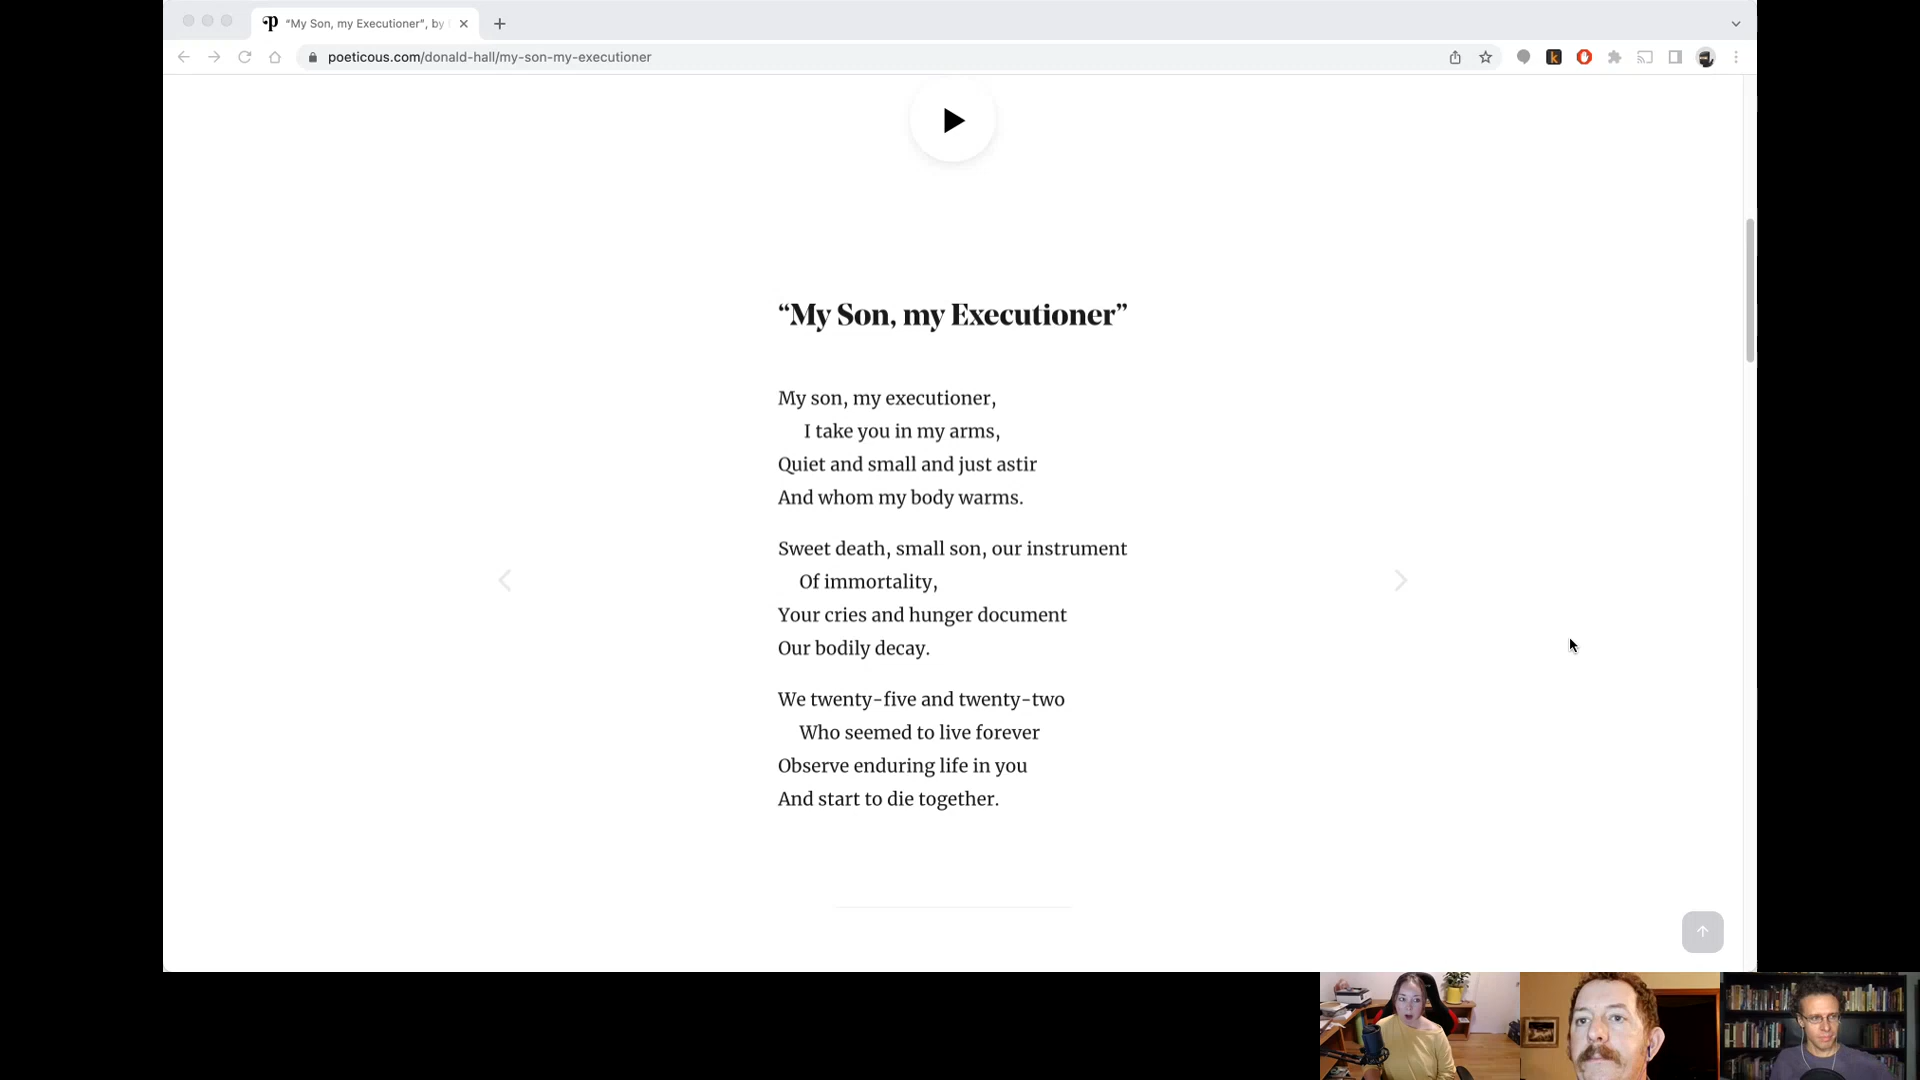 “My Son, my Executioner”, by
poeticous.com/donald-hall/my-son-my-executioner
“My Son, my Executioner”
My son, my executioner,
I take you in my arms,
Quiet and small and just astir
And whom my body warms.
Sweet death, small son, our instrument
Of immortality,
Your cries and hunger document
Our bodily decay.
We twenty-five and twenty-two
Who seemed to live forever
Observe enduring life in you
And start to die together.